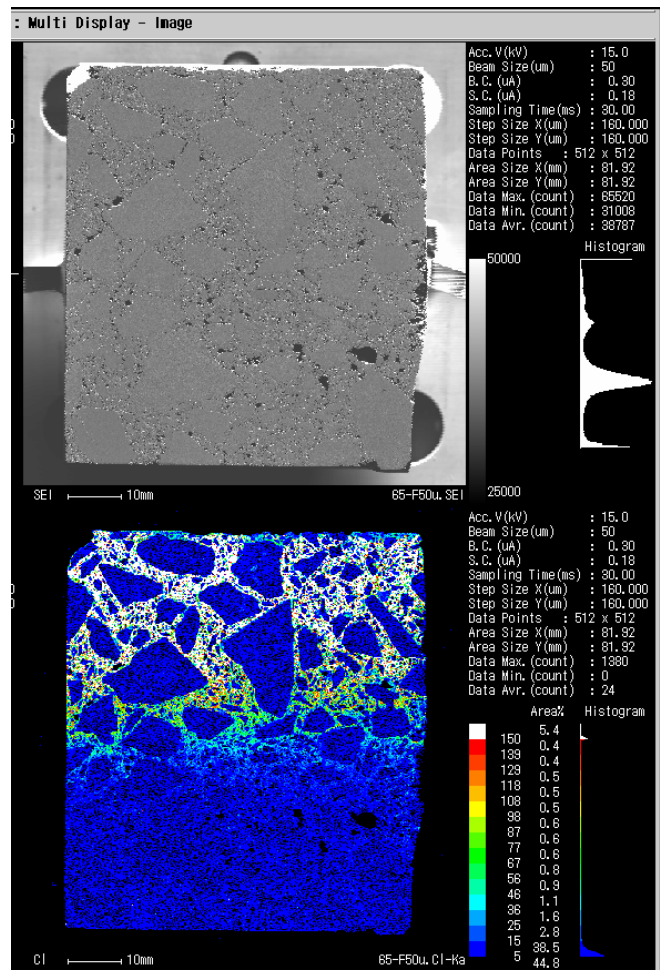 : Multi Display - Image
Acc.V(kV) : 15.0
Beam Size(um) : 50
B.C.(uA) : 0.30
S.C.(uA) : 0.18
Sampling Time(ms) : 30.00
Step Size X(um) : 160.000
Step Size Y(um) : 160.000
Data Points : 512 x 512
Area Size X(mm) : 81.92
Area Size Y(mm) : 81.92
Data Max.(count) : 65520
Data Min.(count) : 31008
Data Avr.(count) : 38787
Histogram
50000
25000
SEI 10mm 65-F50u.SEI
Acc.V(kV) : 15.0
Beam Size(um) : 50
B.C.(uA) : 0.30
S.C.(uA) : 0.18
Sampling Time(ms) : 30.00
Step Size X(um) : 160.000
Step Size Y(um) : 160.000
Data Points : 512 x 512
Area Size X(mm) : 81.92
Area Size Y(mm) : 81.92
Data Max.(count) : 1380
Data Min.(count) : 0
Data Avr.(count) : 24
Area% Histogram
5.4
150 0.4
139 0.4
129 0.5
118 0.5
108 0.5
98 0.6
87 0.6
77 0.6
67 0.8
56 0.9
46 1.1
36 1.6
25 2.8
15 38.5
5 44.8
Cl 10mm 65-F50u.Cl-Ka